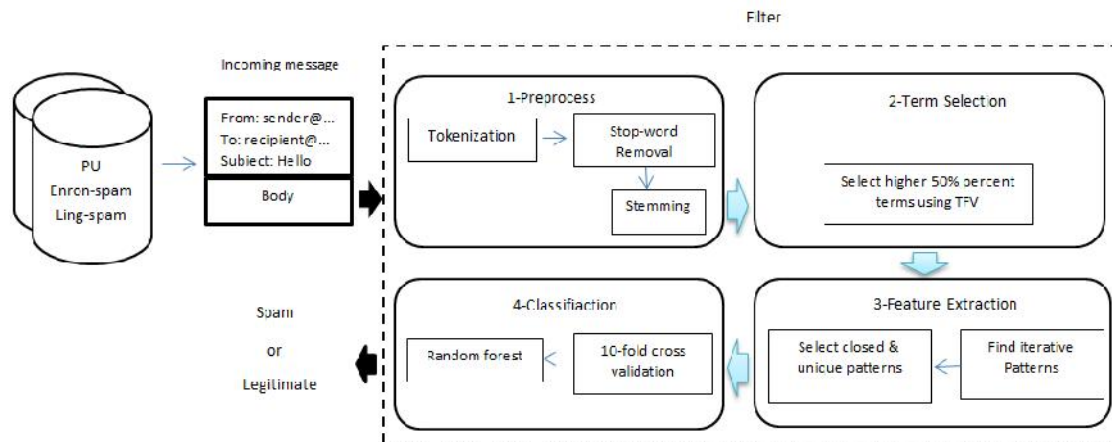 Filter
PU
Enron-spam
Ling-spam
Incoming message
From: sender@...
To: recipient@...
Subject: Hello
Body
1-Preprocess
Tokenization
Stop-word
Removal
Stemming
2-Term Selection
Select higher 50% percent
terms using TFV
3-Feature Extraction
Find iterative
Patterns
Select closed &
unicue patterns
4-Classifiaction
10-fold cross
validation
Random forest
Spam
or
Legitimate